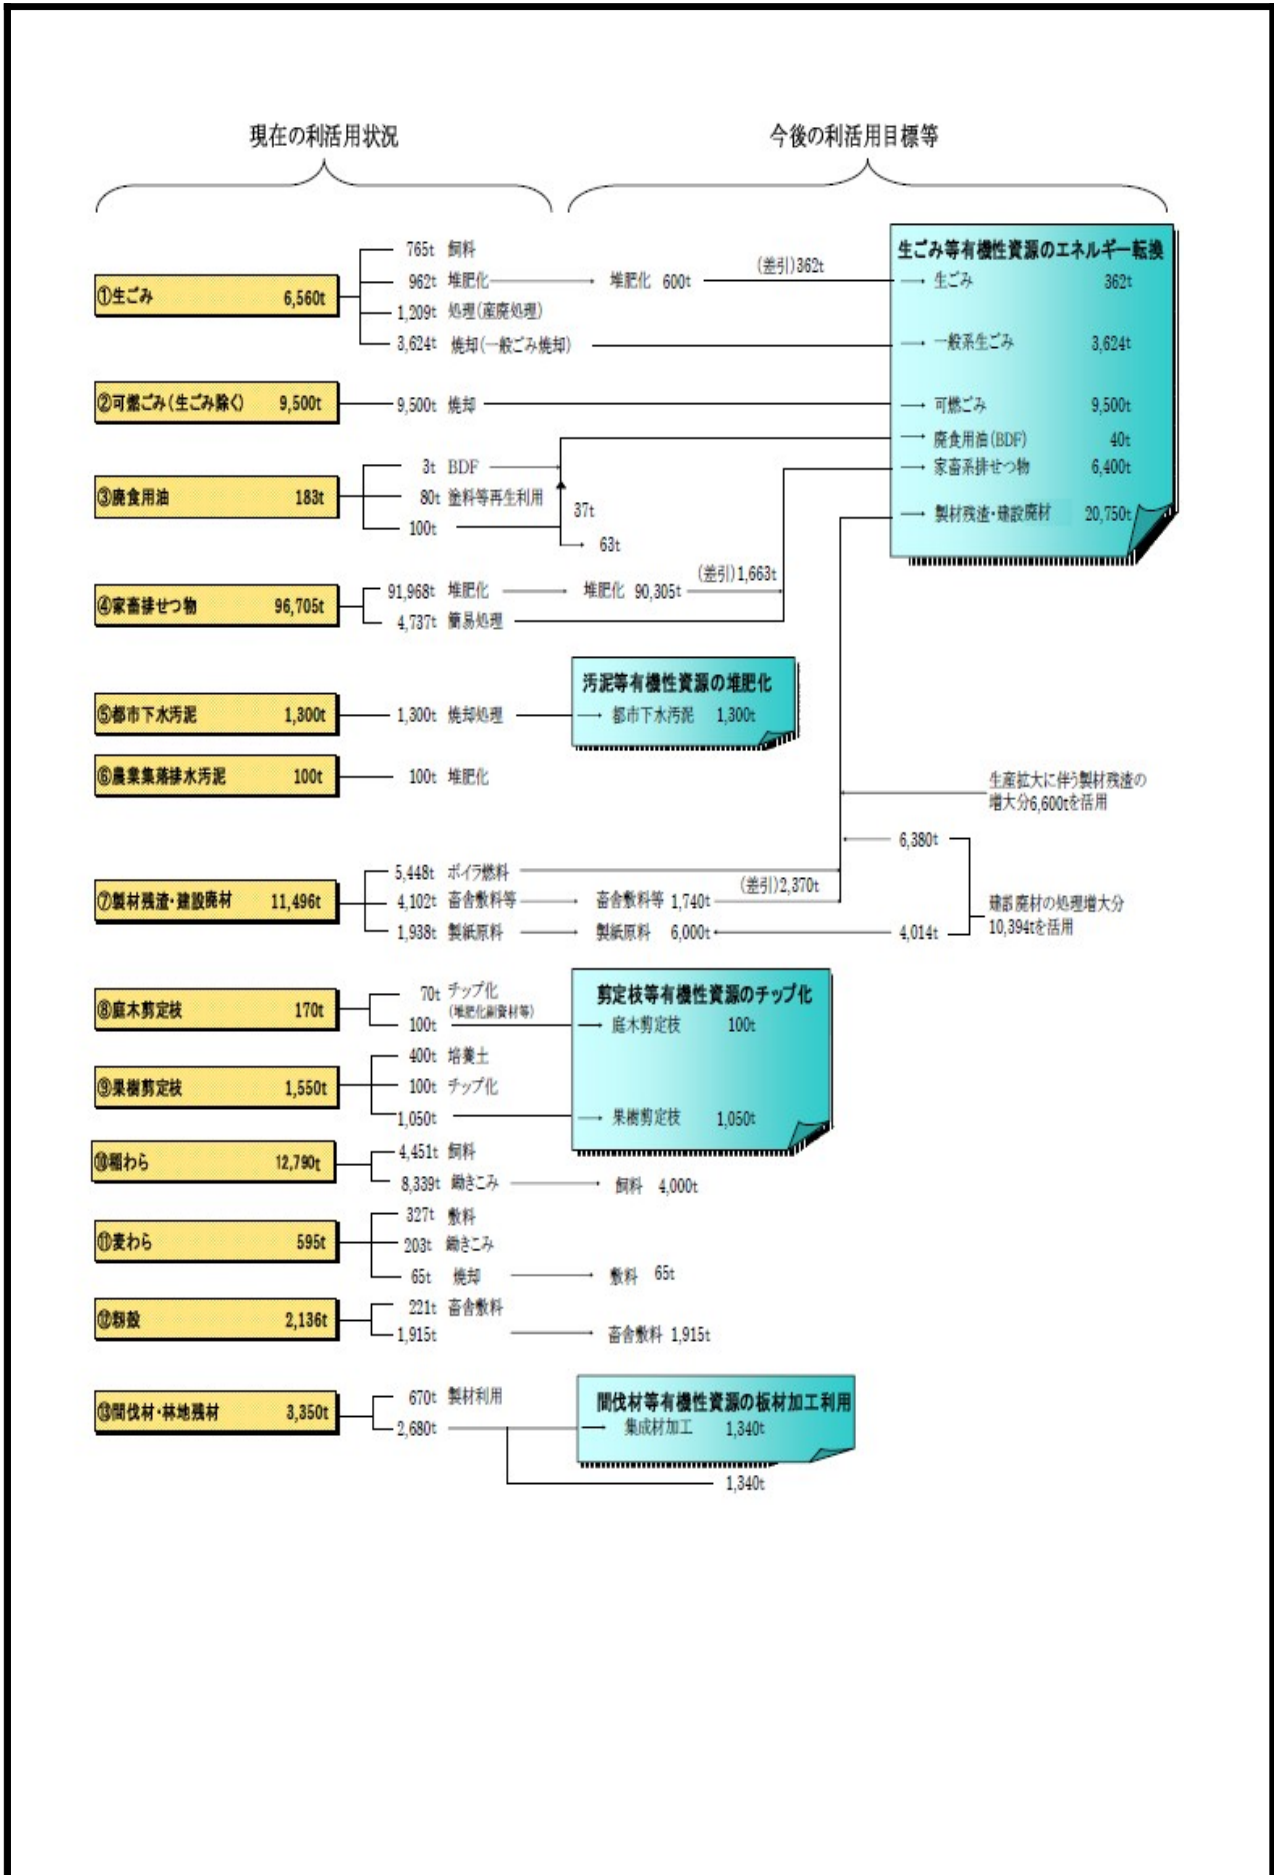 現在の利活用状況
今後の利活用目標等
生ごみ等有機性資源のエネルギー転換
①生ごみ 6,560t
765t 飼料
962t 堆肥化
堆肥化 600t
(差引)362t
生ごみ 362t
1,209t 処理(産廃処理)
3,624t 焼却(一般ごみ焼却)
一般系生ごみ 3,624t
②可燃ごみ(生ごみ除く) 9,500t
9,500t 焼却
可燃ごみ 9,500t
廃食用油(BDF) 40t
③廃食用油 183t
3t BDF
家畜系排せつ物 6,400t
80t 塗料等再生利用
37t
100t
63t
製材残渣・建設廃材 20,750t
④家畜排せつ物 96,705t
91,968t 堆肥化
堆肥化 90,305t
(差引)1,663t
4,737t 簡易処理
汚泥等有機性資源の堆肥化
⑤都市下水汚泥 1,300t
1,300t 焼却処理
都市下水汚泥 1,300t
⑥農業集落排水汚泥 100t
100t 堆肥化
生産拡大に伴う製材残渣の
増大分6,600tを活用
6,380t
⑦製材残渣・建設廃材 11,496t
5,448t ボイラ燃料
4,102t 畜舎敷料等
畜舎敷料等 1,740t
(差引)2,370t
1,938t 製紙原料
製紙原料 6,000t
4,014t
建設廃材の処理増大分
10,394tを活用
剪定枝等有機性資源のチップ化
⑧庭木剪定枝 170t
70t チップ化
(堆肥化副資材等)
100t
庭木剪定枝 100t
⑨果樹剪定枝 1,550t
400t 培養土
100t チップ化
1,050t
果樹剪定枝 1,050t
⑩稲わら 12,790t
4,451t 飼料
8,339t 鋤きこみ
飼料 4,000t
⑪麦わら 595t
327t 敷料
203t 鋤きこみ
65t 焼却
敷料 65t
⑫籾殻 2,136t
221t 畜舎敷料
1,915t
畜舎敷料 1,915t
⑬間伐材・林地残材 3,350t
670t 製材利用
2,680t
間伐材等有機性資源の板材加工利用
集成材加工 1,340t
1,340t